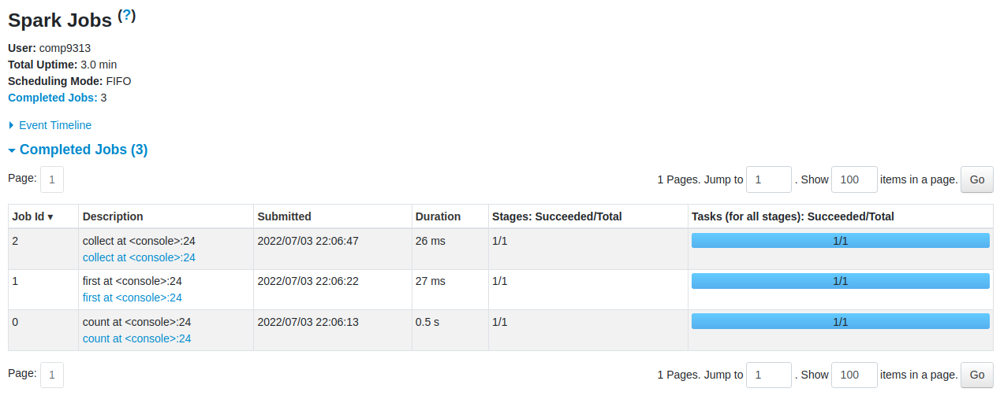 Spark Jobs (?)
User: comp9313
Total Uptime: 3.0 min
Scheduling Mode: FIFO
Completed Jobs: 3
Event Timeline
Completed Jobs (3)
Page: 1 1 Pages. Jump to 1 . Show 100 items in a page. Go
Job Id ▾ Description Submitted Duration Stages: Succeeded/Total Tasks (for all stages): Succeeded/Total
2 collect at <console>:24 2022/07/03 22:06:47 26 ms 1/1 1/1
collect at <console>:24
1 first at <console>:24 2022/07/03 22:06:22 27 ms 1/1 1/1
first at <console>:24
0 count at <console>:24 2022/07/03 22:06:13 0.5 s 1/1 1/1
count at <console>:24
Page: 1 1 Pages. Jump to 1 . Show 100 items in a page. Go